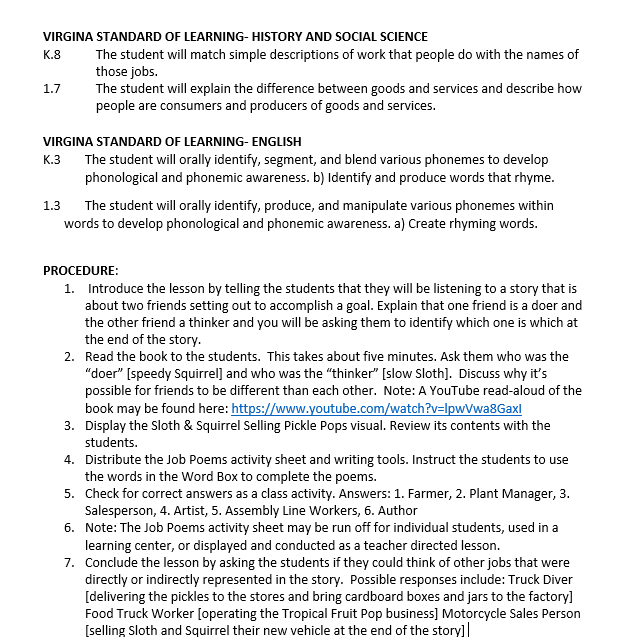 VIRGINA STANDARD OF LEARNING- HISTORY AND SOCIAL SCIENCE
K.8 The student will match simple descriptions of work that people do with the names of
those jobs.
1.7 The student will explain the difference between goods and services and describe how
people are consumers and producers of goods and services.
VIRGINA STANDARD OF LEARNING- ENGLISH
K.3 The student will orally identify, segment, and blend various phonemes to develop
phonological and phonemic awareness. b) Identify and produce words that rhyme.
1.3 The student will orally identify, produce, and manipulate various phonemes within
words to develop phonological and phonemic awareness. a) Create rhyming words.
PROCEDURE:
1. Introduce the lesson by telling the students that they will be listening to a story that is
about two friends setting out to accomplish a goal. Explain that one friend is a doer and
the other friend a thinker and you will be asking them to identify which one is which at
the end of the story.
2. Read the book to the students. This takes about five minutes. Ask them who was the
“doer” [speedy Squirrel] and who was the “thinker” [slow Sloth]. Discuss why it’s
possible for friends to be different than each other. Note: A YouTube read-aloud of the
book may be found here: https://www.youtube.com/watch?v=lpwVwa8GaxI
3. Display the Sloth & Squirrel Selling Pickle Pops visual. Review its contents with the
students.
4. Distribute the Job Poems activity sheet and writing tools. Instruct the students to use
the words in the Word Box to complete the poems.
5. Check for correct answers as a class activity. Answers: 1. Farmer, 2. Plant Manager, 3.
Salesperson, 4. Artist, 5. Assembly Line Workers, 6. Author
6. Note: The Job Poems activity sheet may be run off for individual students, used in a
learning center, or displayed and conducted as a teacher directed lesson.
7. Conclude the lesson by asking the students if they could think of other jobs that were
directly or indirectly represented in the story. Possible responses include: Truck Diver
[delivering the pickles to the stores and bring cardboard boxes and jars to the factory]
Food Truck Worker [operating the Tropical Fruit Pop business] Motorcycle Sales Person
[selling Sloth and Squirrel their new vehicle at the end of the story]